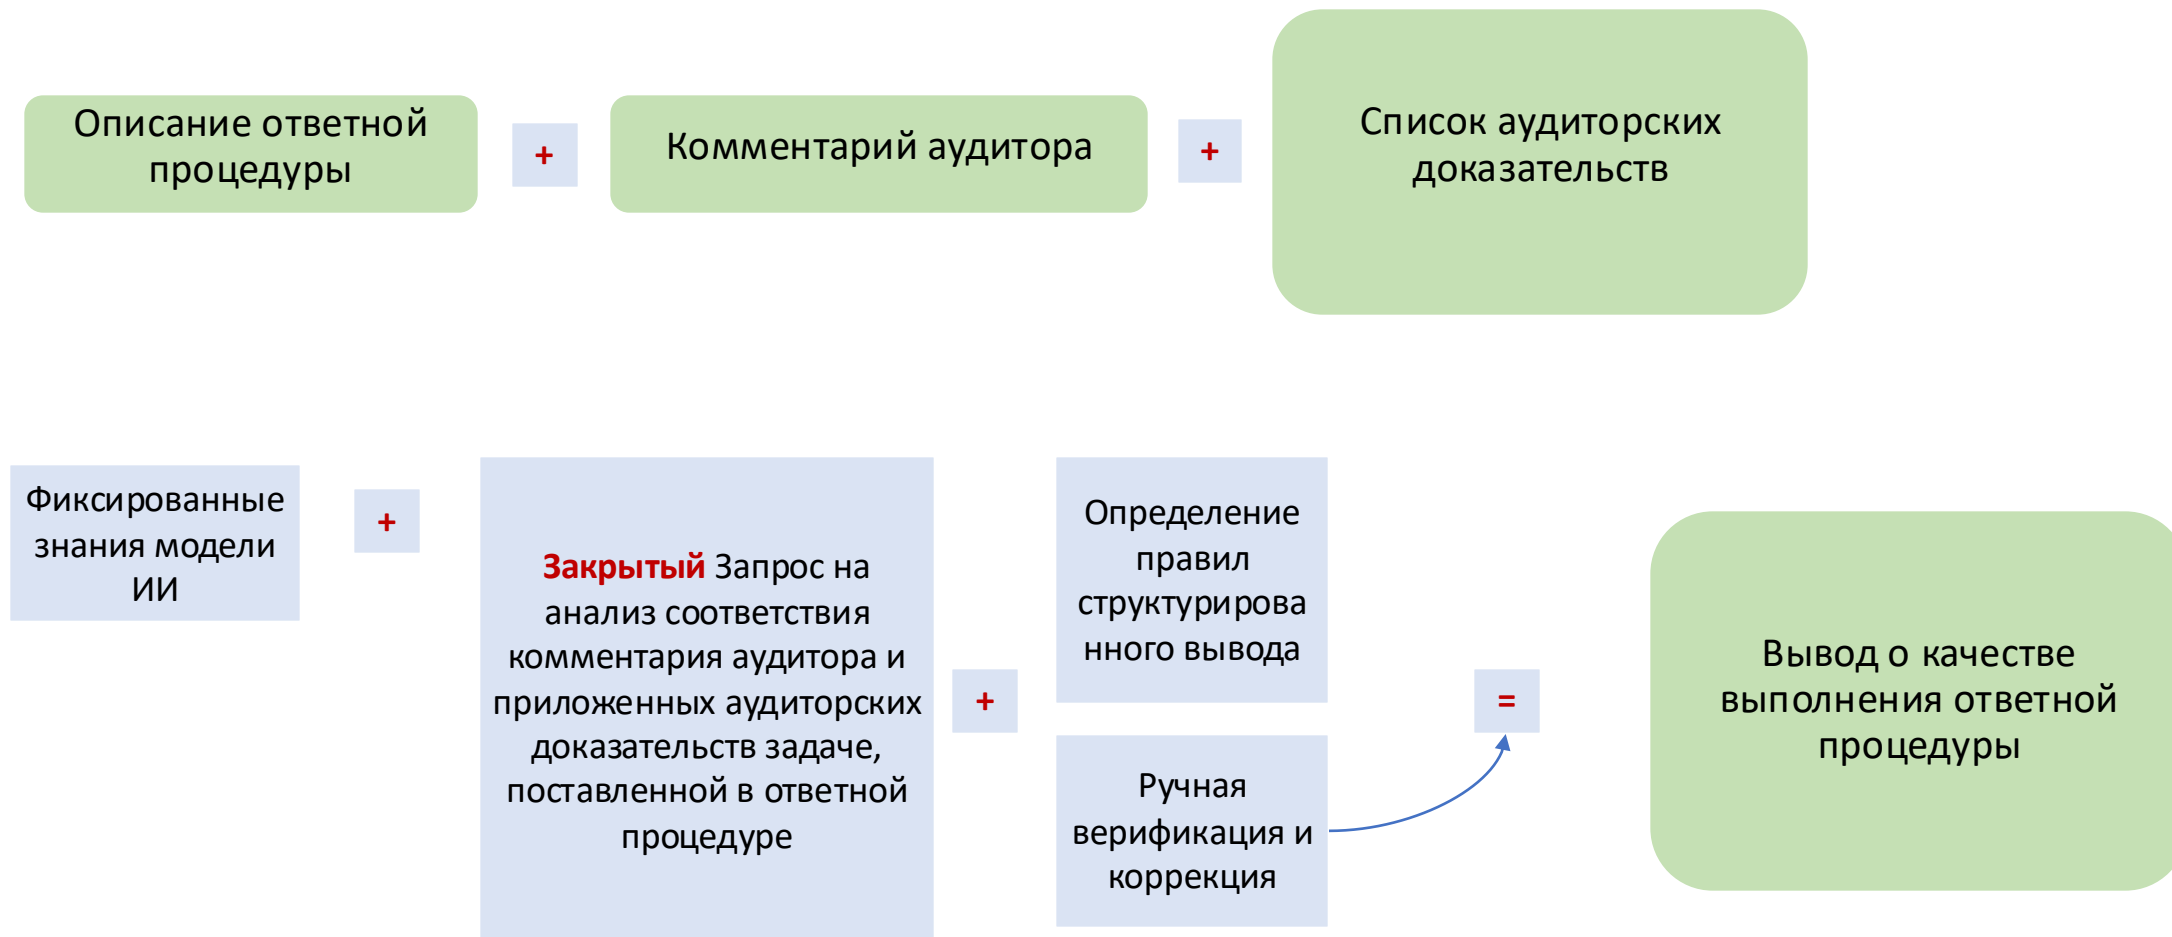 Описание ответной
процедуры
+
Комментарий аудитора
+
Список аудиторских
доказательств
Фиксированные
знания модели
ИИ
+
Закрытый Запрос на
анализ соответствия
комментария аудитора и
приложенных аудиторских
доказательств задаче,
поставленной в ответной
процедуре
+
Определение
правил
структурирова
нного вывода
Ручная
верификация и
коррекция
=
Вывод о качестве
выполнения ответной
процедуры